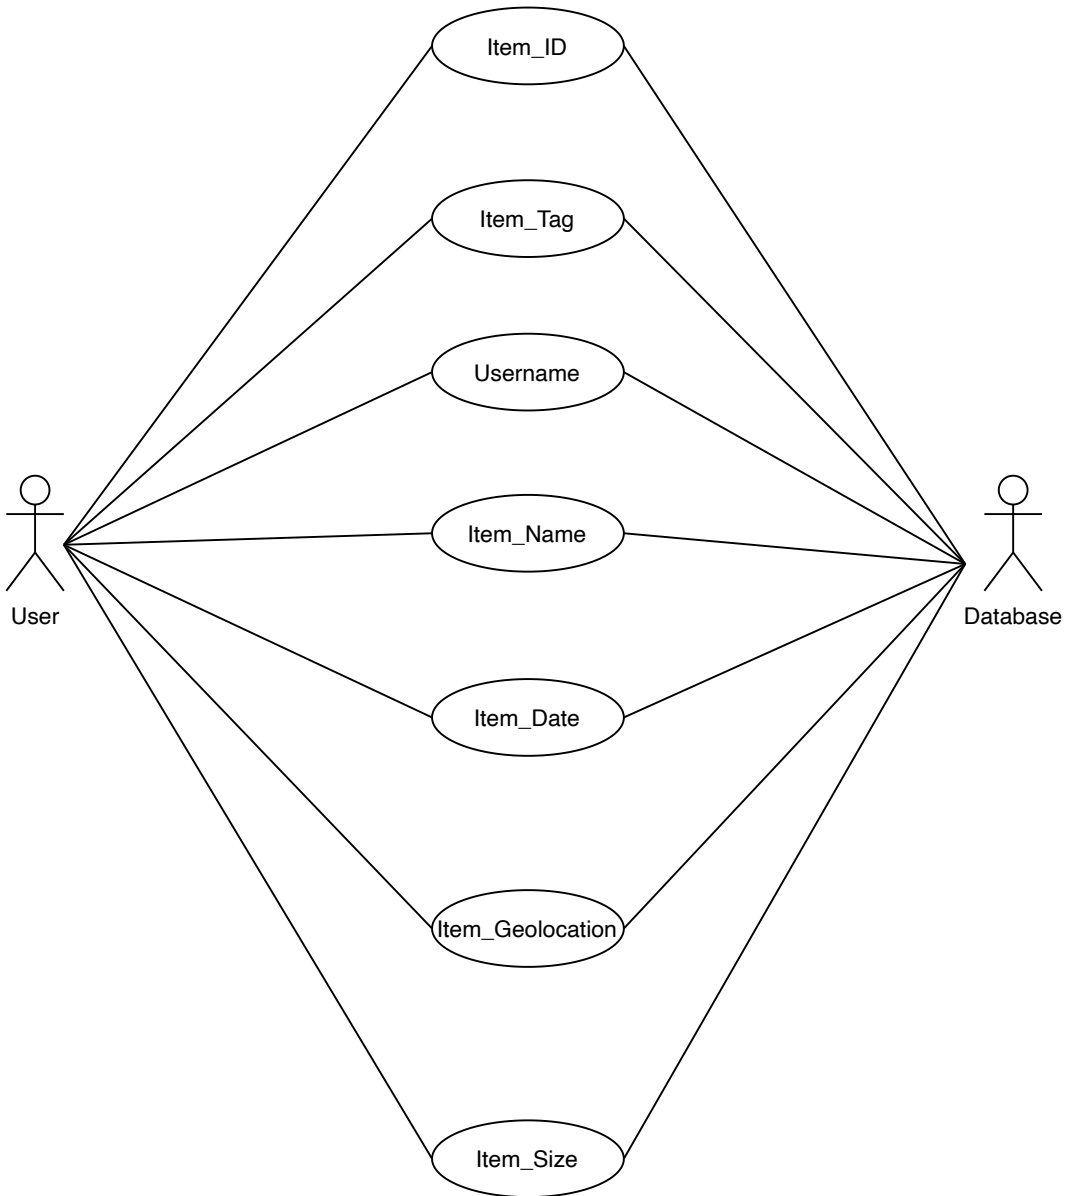 Item_ID
Item_Tag
Username
Item_Name
User
Database
Item_Date
Item_Geolocation
Item_Size